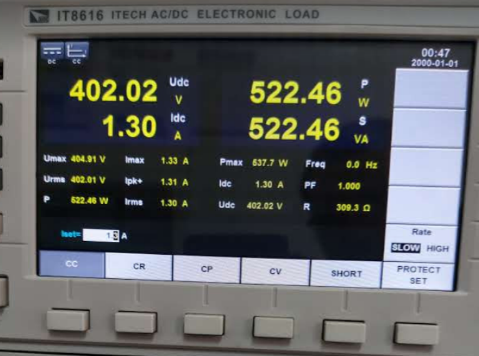 IT8616 ITECH AC/DC ELECTRONIC LOAD
DC CC
00:47
2000-01-01
402.02 Udc V
522.46 P W
1.30 Idc A
522.46 S VA
Umax 404.91 V Imax 1.33 A Pmax 537.7 W Freq 0.0 Hz
Urms 402.01 V Ipk+ 1.31 A Idc 1.30 A PF 1.000
P 522.46 W Irms 1.30 A Udc 402.02 V R 309.3 Ω
Iset= 1.3 A
Rate
SLOW HIGH
CC CR CP CV SHORT PROTECT
SET